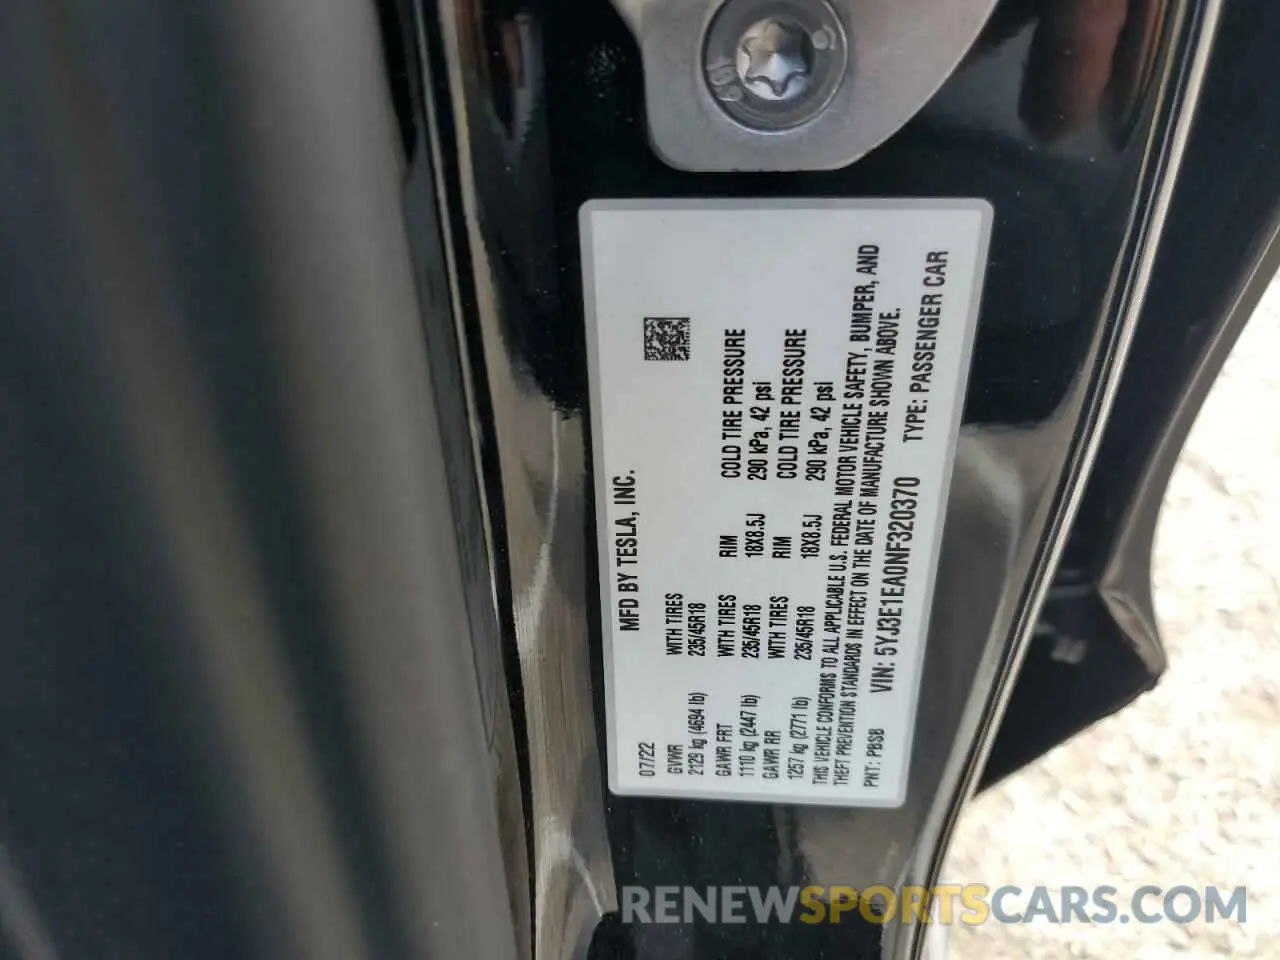 MFD BY TESLA, INC.
07/22
GVWR WITH TIRES
2129 kg (4694 lb) 235/45R18
GAWR FRT WITH TIRES RIM COLD TIRE PRESSURE
1110 kg (2447 lb) 235/45R18 18X8.5J 290 kPa, 42 psi
GAWR RR WITH TIRES RIM COLD TIRE PRESSURE
1257 kg (2771 lb) 235/45R18 18X8.5J 290 kPa, 42 psi
THIS VEHICLE CONFORMS TO ALL APPLICABLE U.S. FEDERAL MOTOR VEHICLE SAFETY, BUMPER, AND
THEFT PREVENTION STANDARDS IN EFFECT ON THE DATE OF MANUFACTURE SHOWN ABOVE.
PNT: PBSB VIN: 5YJ3E1EA0NF320370 TYPE: PASSENGER CAR
RENEWSPORTSCARS.COM